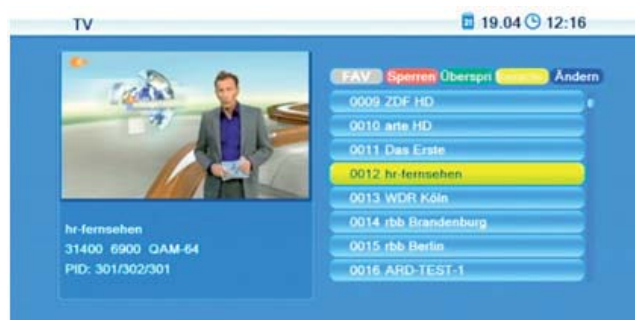 TV 19.04 12:16
FAV Sperren Überspri Ändern
0009 ZDF HD
0010 arte HD
0011 Das Erste
0012 hr-fernsehen
0013 WDR Köln
0014 rbb Brandenburg
0015 rbb Berlin
0016 ARD-TEST-1
hr-fernsehen
31400 6900 QAM-64
PID: 301/302/301